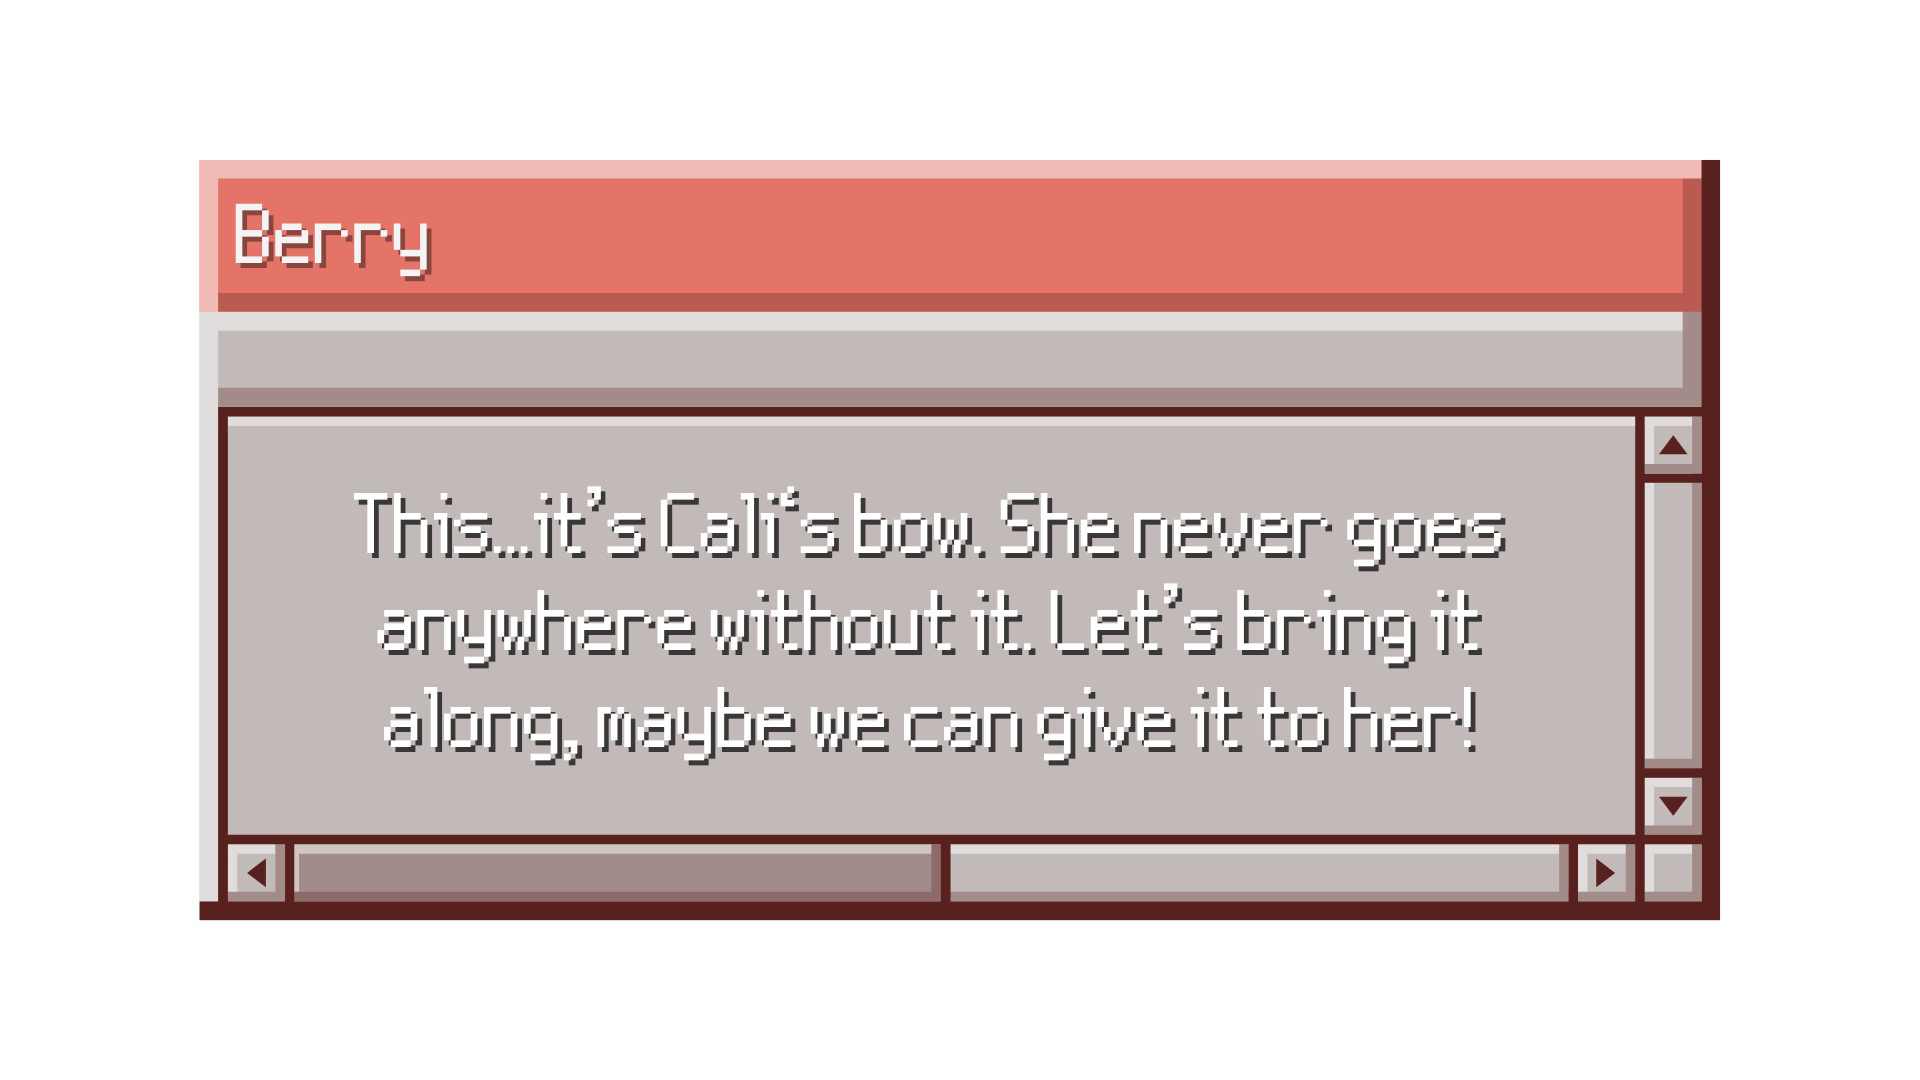 Berry
This...it’s Cali‘s bow. She never goes
anywhere without it. Let’s bring it
along, maybe we can give it to her!